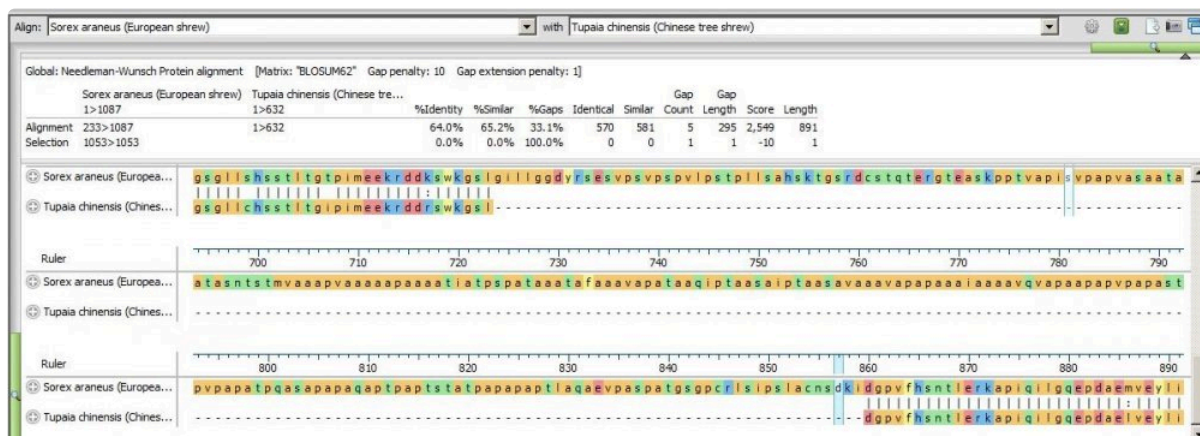 Align: Sorex araneus (European shrew) with Tupaia chinensis (Chinese tree shrew)
Global: Needleman-Wunsch Protein alignment [Matrix: "BLOSUM62" Gap penalty: 10 Gap extension penalty: 1]
Sorex araneus (European shrew) Tupaia chinensis (Chinese tre... Gap Gap
1>1087 1>632 %Identity %Similar %Gaps Identical Similar Count Length Score Length
Alignment 233>1087 1>632 64.0% 65.2% 33.1% 570 581 5 295 2,549 891
Selection 1053>1053 0.0% 0.0% 100.0% 0 0 1 1 -10 1
Sorex araneus (Europea... gsgllshsstltgtpimeekrddkswkgslgillggdyrsesvpsvpspvlpstpllsahsktgsrdcstqtergteaskpptvapisvpapvasaata
Tupaia chinensis (Chines... gsgllchsstltgipimeekrddrswkgsl
Ruler 700 710 720 730 740 750 760 770 780 790
Sorex araneus (Europea... atasntstmvaaapvaaaaapaaaatiatpspataaatafaaavapataaqiptaasaiptaasavaaavapapaaaiaaaavqvapaapapvpapast
Tupaia chinensis (Chines...
Ruler 800 810 820 830 840 850 860 870 880 890
Sorex araneus (Europea... pvpapatpqasapapaqaptpaptstatpapapaptlaqaevpaspatgsgpcrlsipslacnsdkidgpvfhsntlerkapiqilgqepdaemveyli
Tupaia chinensis (Chines... dgpvfhsntlerkapiqilgqepdaelveyli